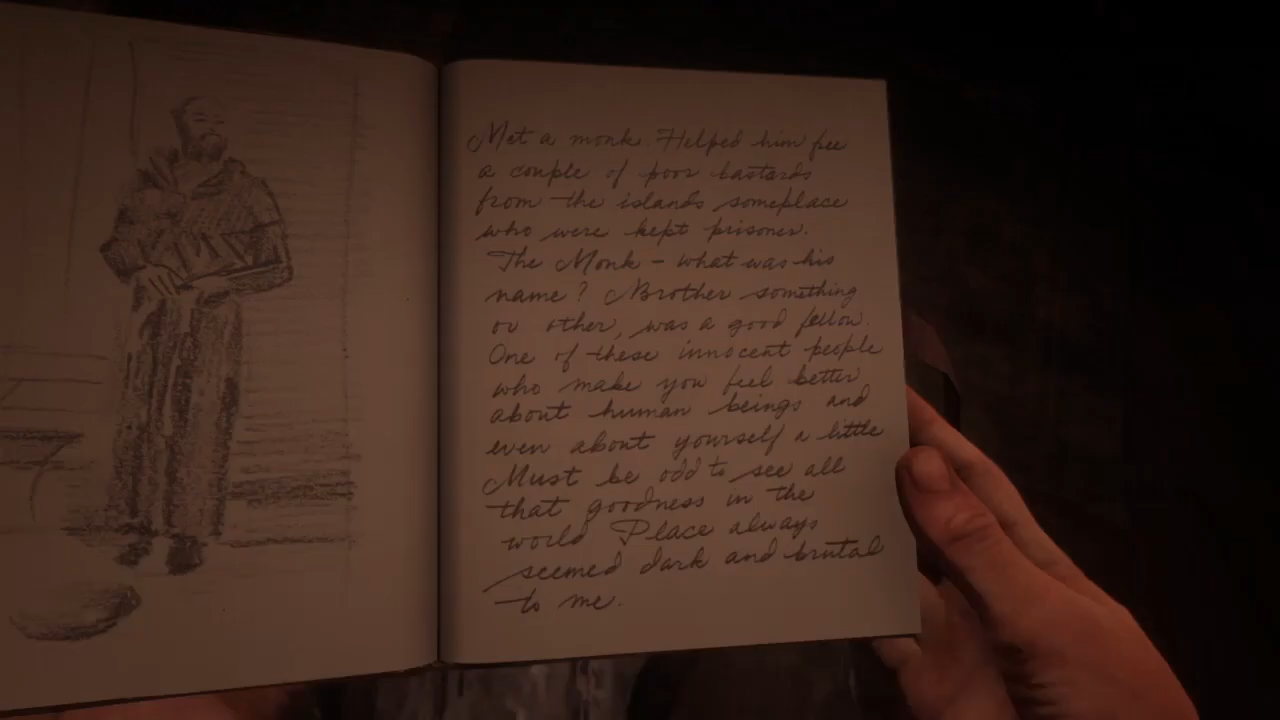 Met a monk. Helped him free
a couple of poor bastards
from the islands someplace
who were kept prisoner.
The Monk - what was his
name? Brother something
or other, was a good fellow.
One of these innocent people
who make you feel better
about human beings and
even about yourself a little
Must be odd to see all
that goodness in the
world Place always
seemed dark and brutal
to me.